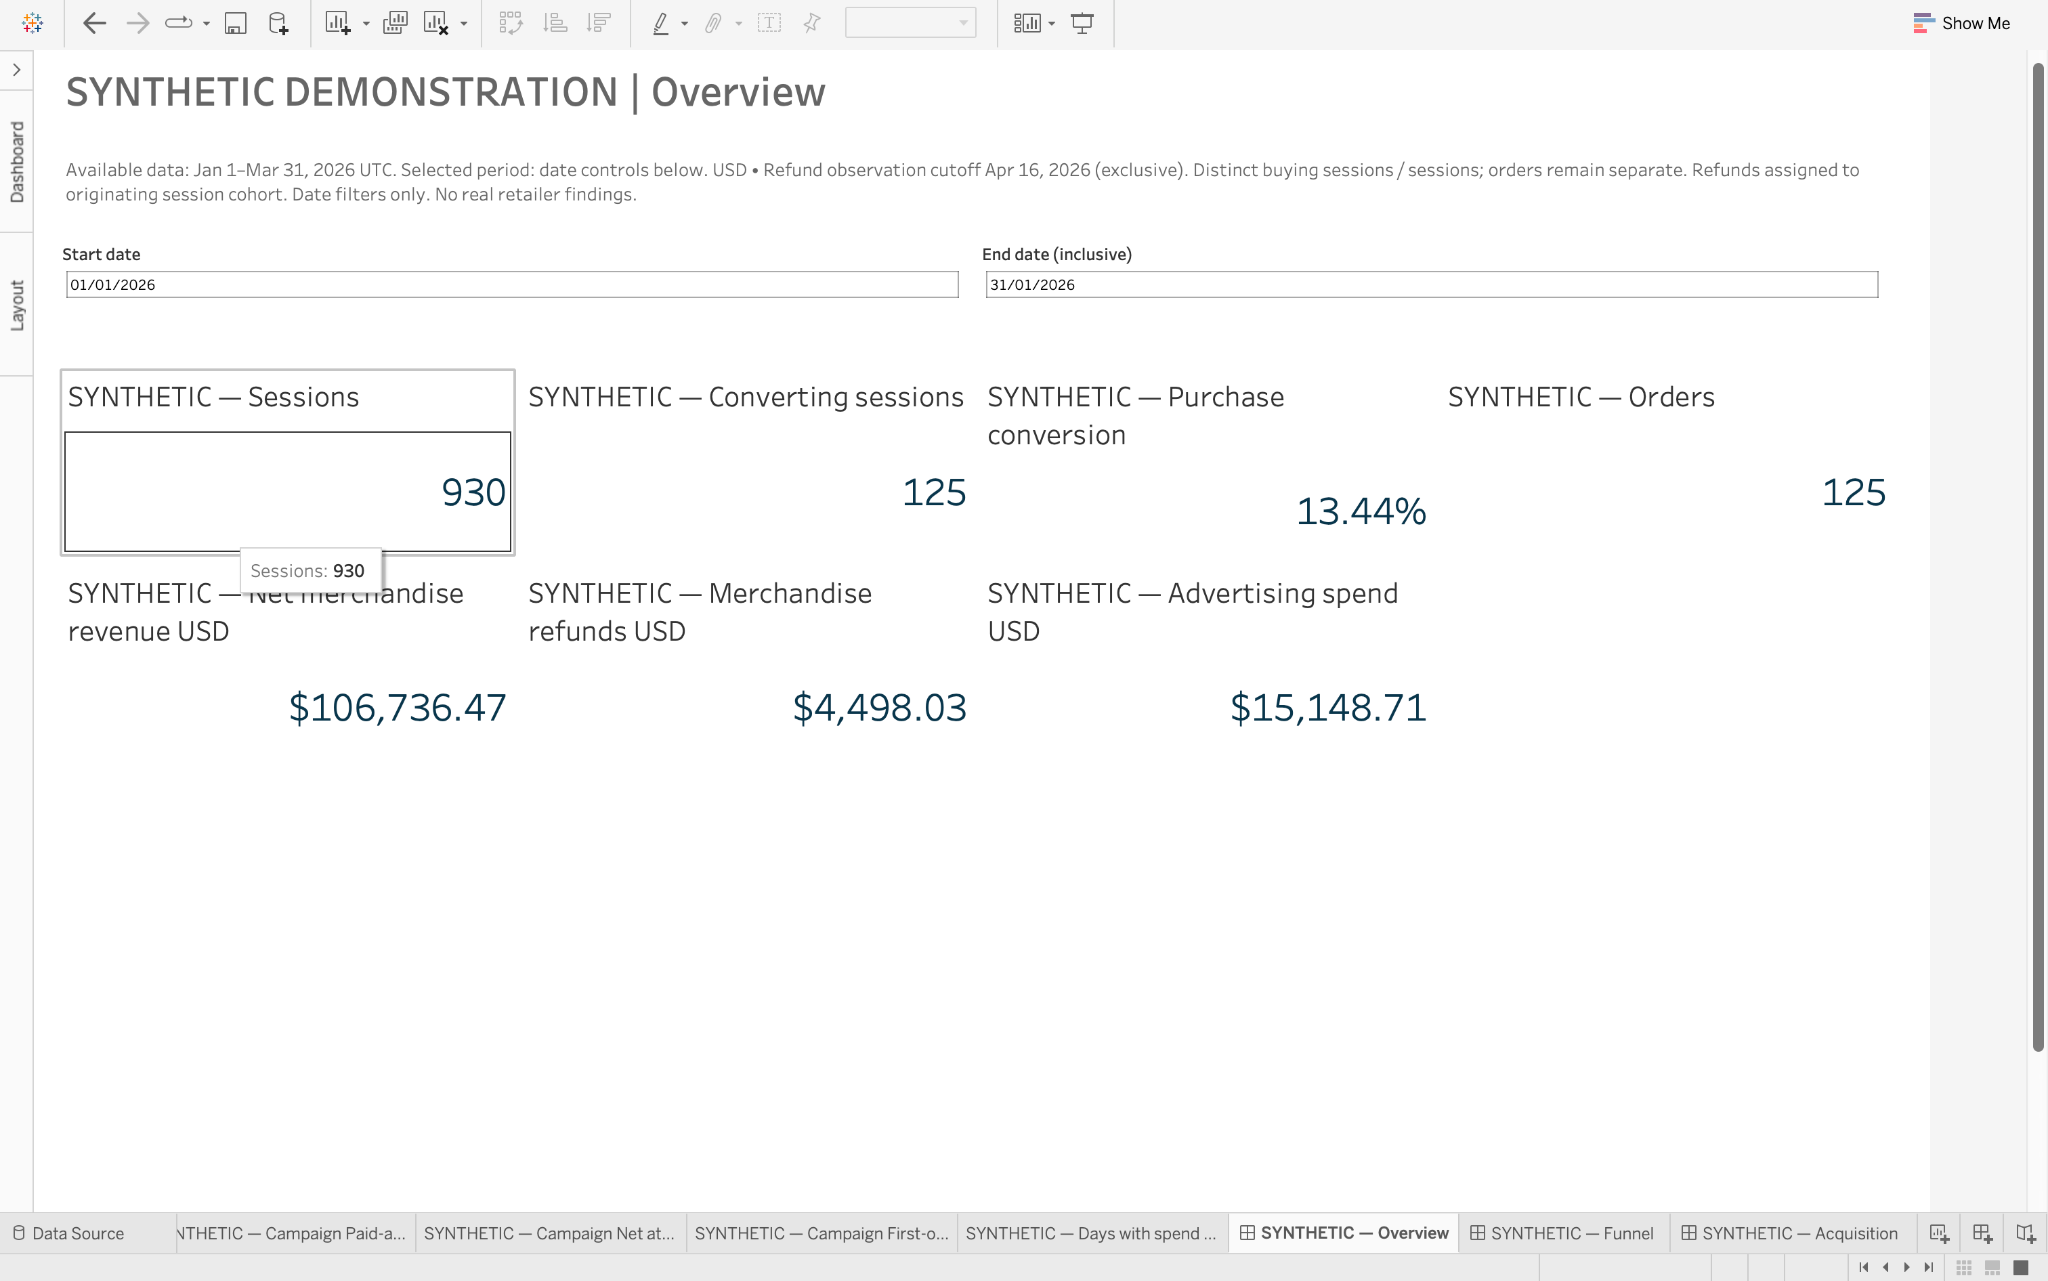 Show Me
Dashboard
Layout
SYNTHETIC DEMONSTRATION | Overview
Available data: Jan 1–Mar 31, 2026 UTC. Selected period: date controls below. USD • Refund observation cutoff Apr 16, 2026 (exclusive). Distinct buying sessions / sessions; orders remain separate. Refunds assigned to
originating session cohort. Date filters only. No real retailer findings.
Start date
End date (inclusive)
01/01/2026
31/01/2026
SYNTHETIC — Sessions
SYNTHETIC — Converting sessions
SYNTHETIC — Purchase
conversion
SYNTHETIC — Orders
930
125
13.44%
125
Sessions: 930
SYNTHETIC — Net merchandise
revenue USD
SYNTHETIC — Merchandise
refunds USD
SYNTHETIC — Advertising spend
USD
$106,736.47
$4,498.03
$15,148.71
Data Source
NTHETIC — Campaign Paid-a...
SYNTHETIC — Campaign Net at...
SYNTHETIC — Campaign First-o...
SYNTHETIC — Days with spend ...
SYNTHETIC — Overview
SYNTHETIC — Funnel
SYNTHETIC — Acquisition